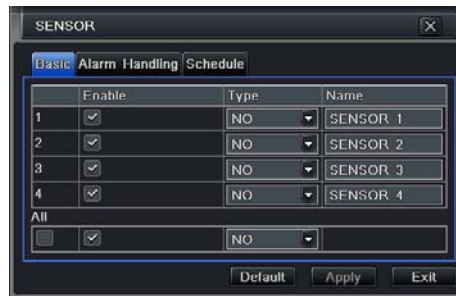 SENSOR
Basic Alarm Handling Schedule
Enable Type Name
1 NO SENSOR 1
2 NO SENSOR 2
3 NO SENSOR 3
4 NO SENSOR 4
All
NO
Default Apply Exit